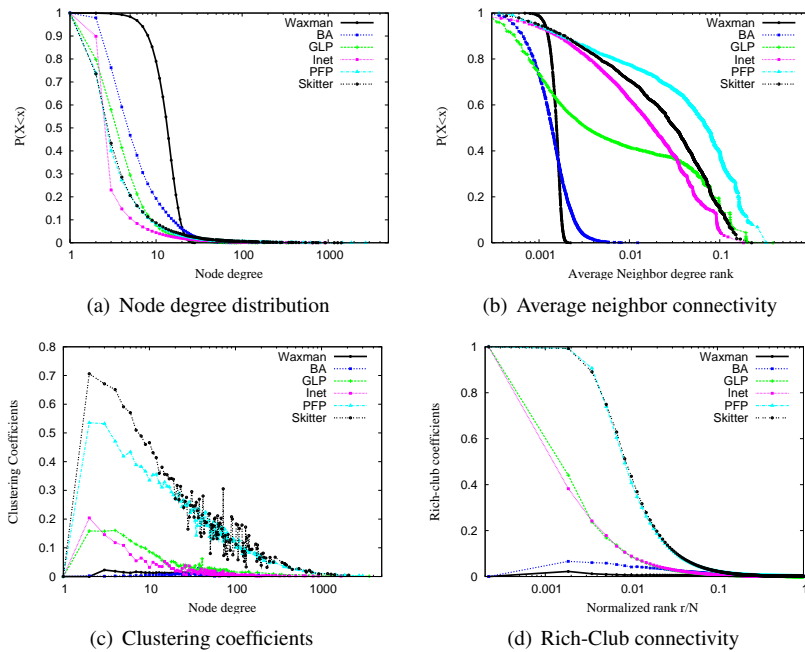 1
0.9
0.8
0.7
0.6
0.5
0.4
0.3
0.2
0.1
0
P(X<x)
1 10 100 1000
Node degree
Waxman
BA
GLP
Inet
PFP
Skitter
(a) Node degree distribution
1
0.8
0.6
0.4
0.2
0
P(X<x)
0.001 0.01 0.1
Average Neighbor degree rank
Waxman
BA
GLP
Inet
PFP
Skitter
(b) Average neighbor connectivity
0.8
0.7
0.6
0.5
0.4
0.3
0.2
0.1
0
Clustering Coefficients
1 10 100 1000
Node degree
Waxman
BA
GLP
Inet
PFP
Skitter
(c) Clustering coefficients
1
0.8
0.6
0.4
0.2
0
Rich-club coefficients
0.001 0.01 0.1 1
Normalized rank r/N
Waxman
BA
GLP
Inet
PFP
Skitter
(d) Rich-Club connectivity